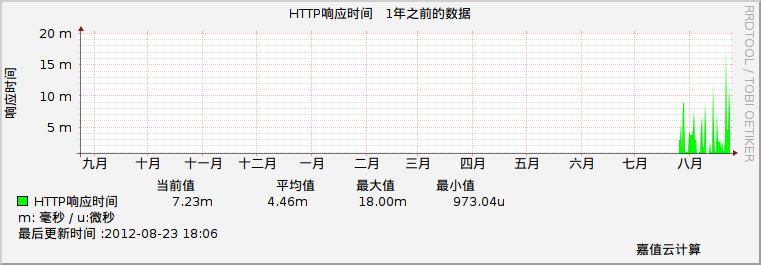 HTTP响应时间 1年之前的数据
RRDTOOL / TOBI OETIKER
响应时间
20 m
15 m
10 m
5 m
九月 十月 十一月 十二月 一月 二月 三月 四月 五月 六月 七月 八月
当前值 平均值 最大值 最小值
HTTP响应时间 7.23m 4.46m 18.00m 973.04u
m: 毫秒 / u:微秒
最后更新时间 :2012-08-23 18:06
嘉值云计算